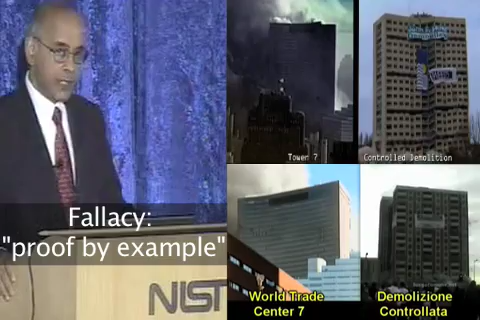 Fallacy:
"proof by example"
NIST
Tower 7
Controlled Demolition
World Trade
Center 7
Demolizione
Controllata